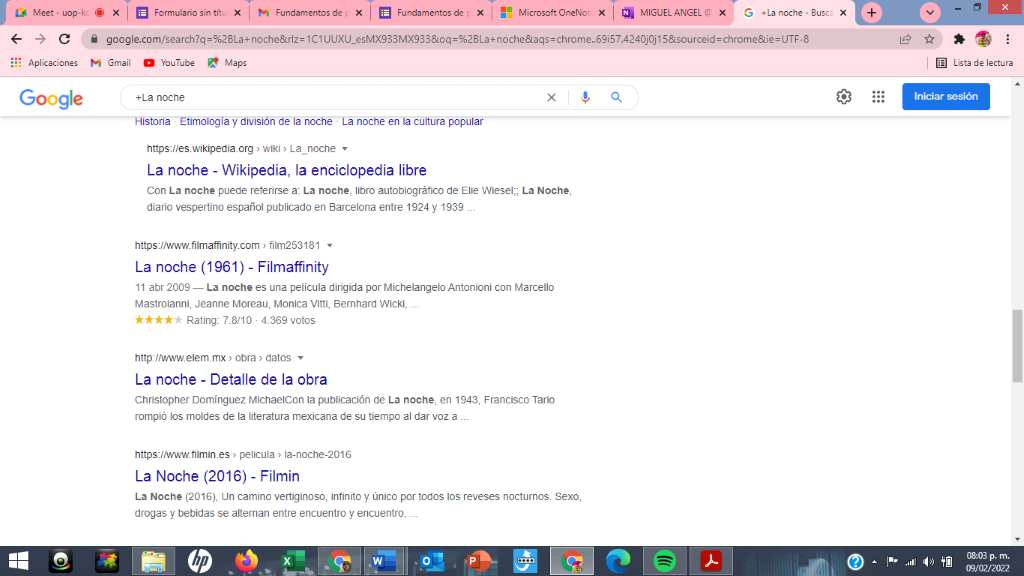 Meet - uop-k
Formulario sin títu
Fundamentos de p
Fundamentos de p
Microsoft OneNot
MIGUEL ANGEL
+La noche - Busca
google.com/search?q=%2BLa+noche&rlz=1C1UUXU_esMX933MX933&oq=%2BLa+noche&aqs=chrome..69i57.4240j0j15&sourceid=chrome&ie=UTF-8
Aplicaciones Gmail YouTube Maps Lista de lectura
Google +La noche Iniciar sesión
Historia · Etimología y división de la noche · La noche en la cultura popular
https://es.wikipedia.org › wiki › La_noche
La noche - Wikipedia, la enciclopedia libre
Con La noche puede referirse a: La noche, libro autobiográfico de Elie Wiesel;; La Noche,
diario vespertino español publicado en Barcelona entre 1924 y 1939 ...
https://www.filmaffinity.com › film253181
La noche (1961) - Filmaffinity
11 abr 2009 — La noche es una película dirigida por Michelangelo Antonioni con Marcello
Mastroianni, Jeanne Moreau, Monica Vitti, Bernhard Wicki, ...
Rating: 7.8/10 · 4.369 votos
http://www.elem.mx › obra › datos
La noche - Detalle de la obra
Christopher Domínguez MichaelCon la publicación de La noche, en 1943, Francisco Tario
rompió los moldes de la literatura mexicana de su tiempo al dar voz a ...
https://www.filmin.es › pelicula › la-noche-2016
La Noche (2016) - Filmin
La Noche (2016), Un camino vertiginoso, infinito y único por todos los reveses nocturnos. Sexo,
drogas y bebidas se alternan entre encuentro y encuentro, ...
08:03 p. m.
09/02/2022